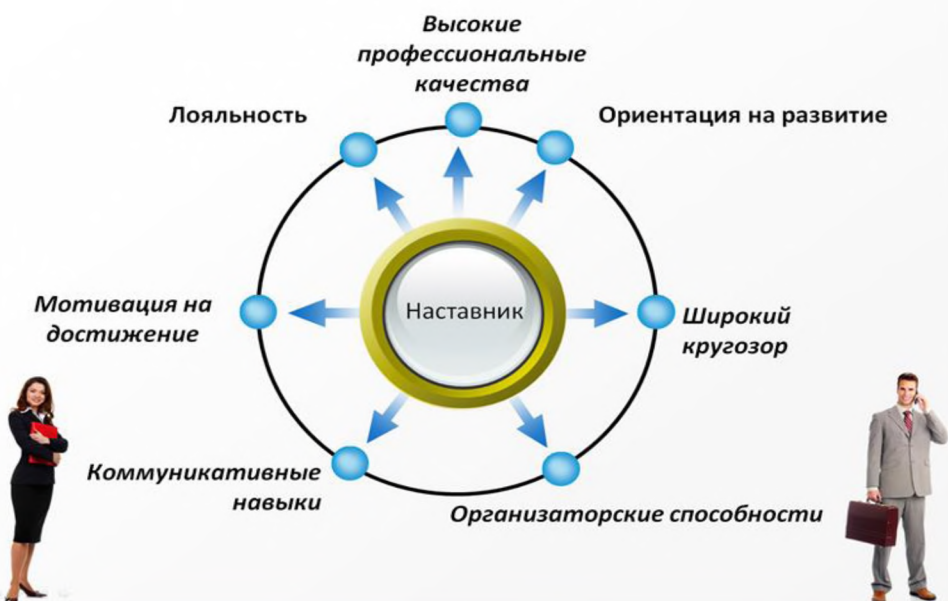 Высокие
профессиональные
качества
Лояльность
Ориентация на развитие
Мотивация на
достижение
Наставник
Широкий
кругозор
Коммуникативные
навыки
Организаторские способности